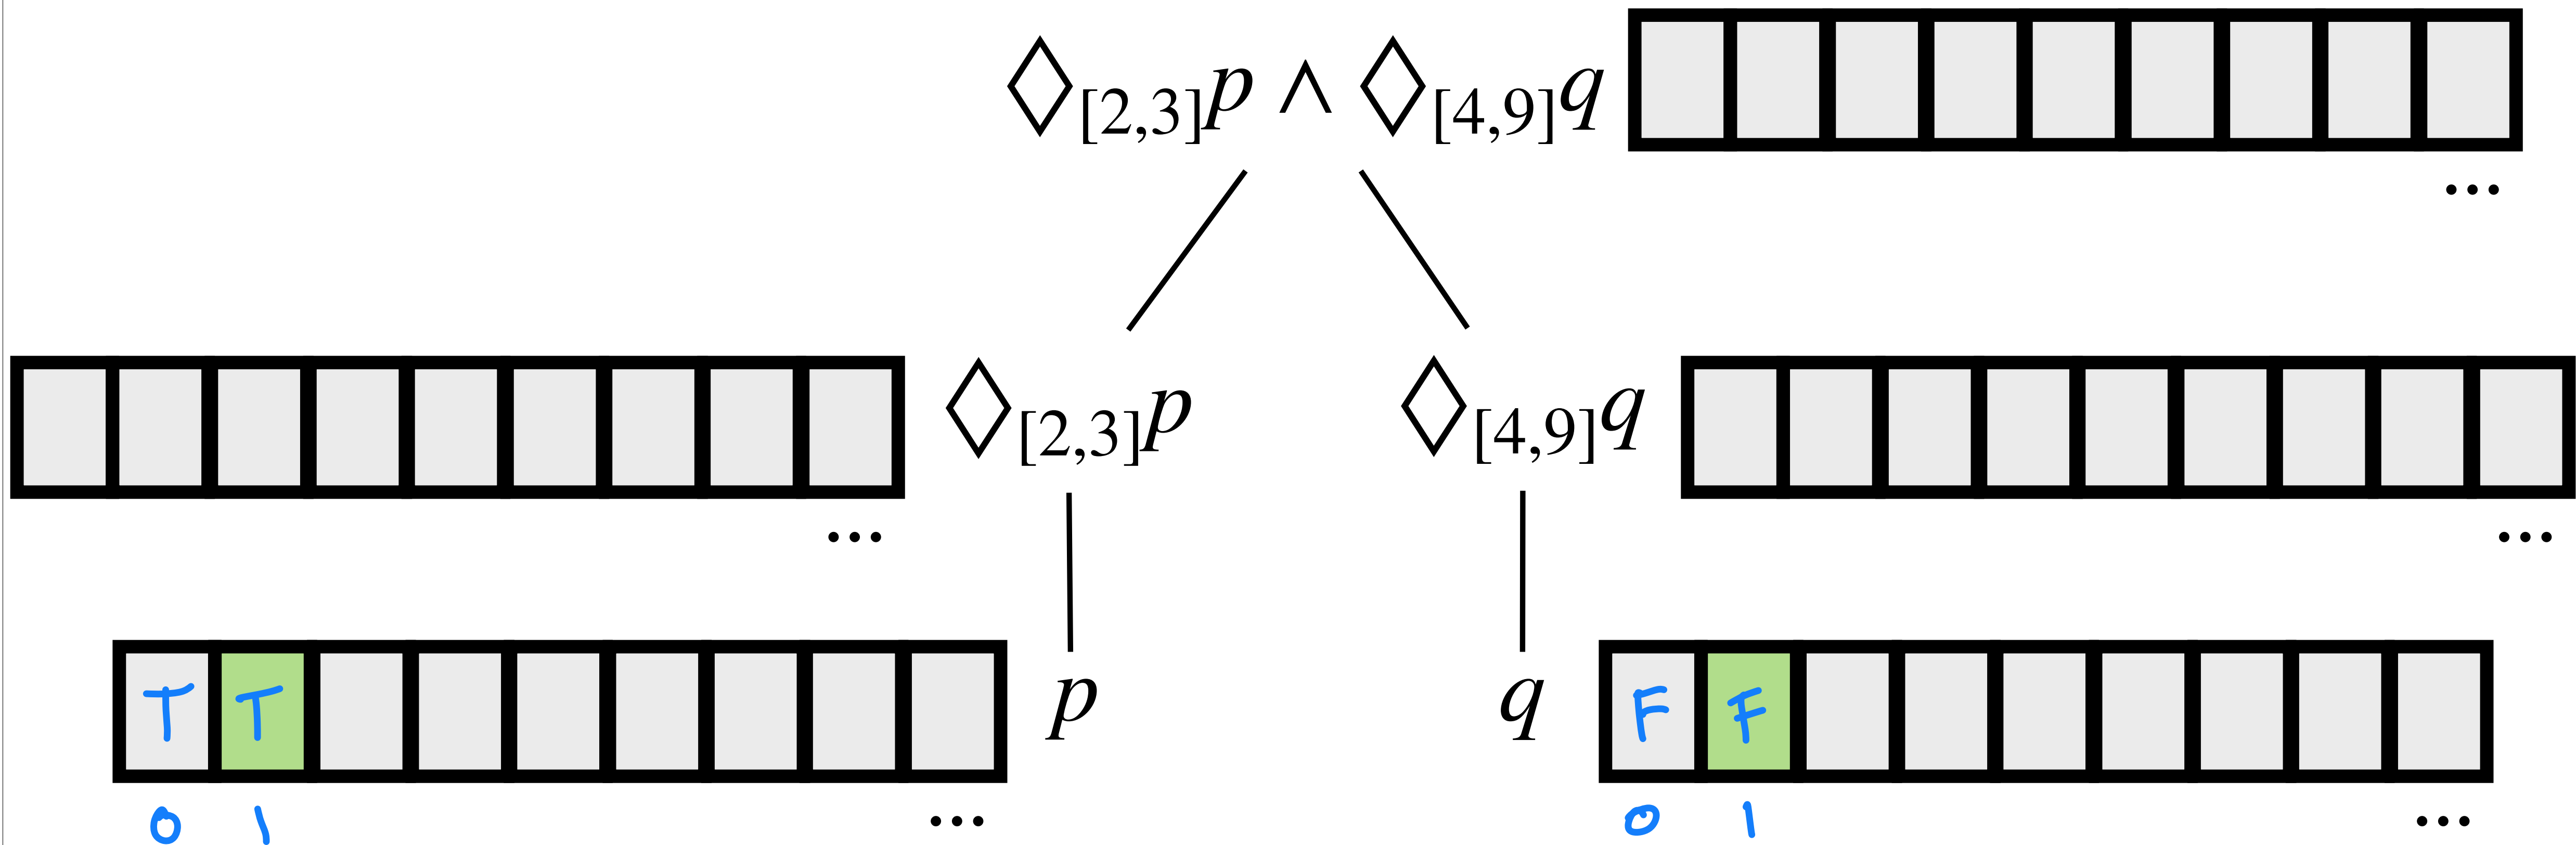 ◇[2,3]p ∧ ◇[4,9]q
...
◇[2,3]p
◇[4,9]q
...
...
T T
p
q
F F
0 1
...
0 1
...